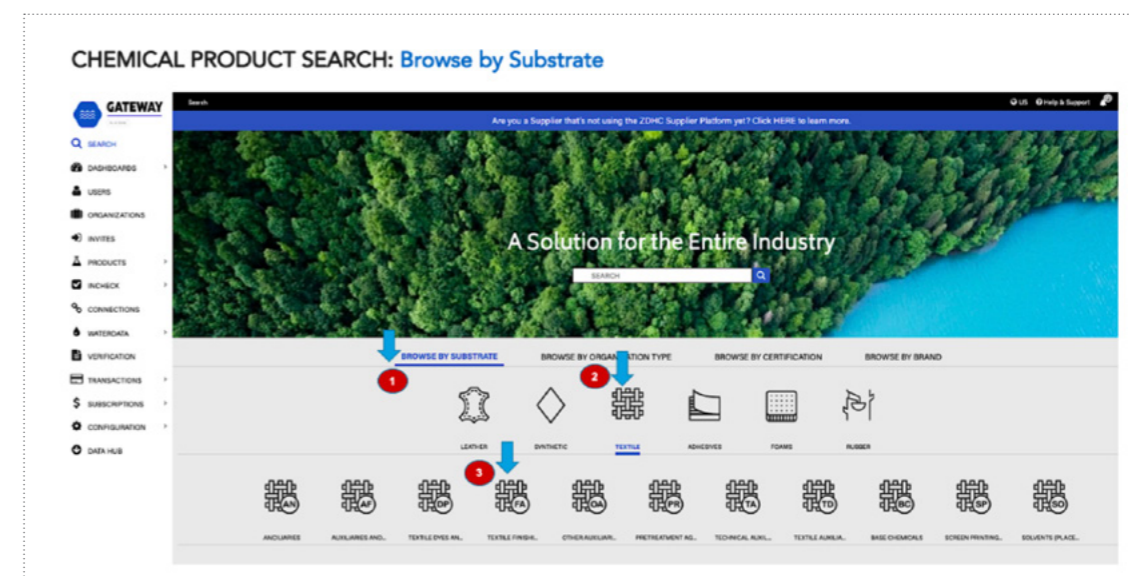 CHEMICAL PRODUCT SEARCH: Browse by Substrate
GATEWAY
Search
US Help & Support
Are you a Supplier that's not using the ZDHC Supplier Platform yet? Click HERE to learn more.
SEARCH
DASHBOARDS
USERS
ORGANIZATIONS
INVITES
PRODUCTS
INCHECK
CONNECTIONS
WATERDATA
VERIFICATION
TRANSACTIONS
SUBSCRIPTIONS
CONFIGURATION
DATA HUB
A Solution for the Entire Industry
SEARCH
BROWSE BY SUBSTRATE BROWSE BY ORGANIZATION TYPE BROWSE BY CERTIFICATION BROWSE BY BRAND
1
2
LEATHER SYNTHETIC TEXTILE ADHESIVES FOAMS RUBBER
3
AN AF DP FA OA PR TA TD BC SP SO
ANCILIARIES AUXILIARIES AND... TEXTILE DYES AN... TEXTILE FINISHI... OTHER AUXILIAR... PRETREATMENT AG... TECHNICAL AUXIL... TEXTILE AUXILIA... BASE CHEMICALS SCREEN PRINTING... SOLVENTS (PLACE...